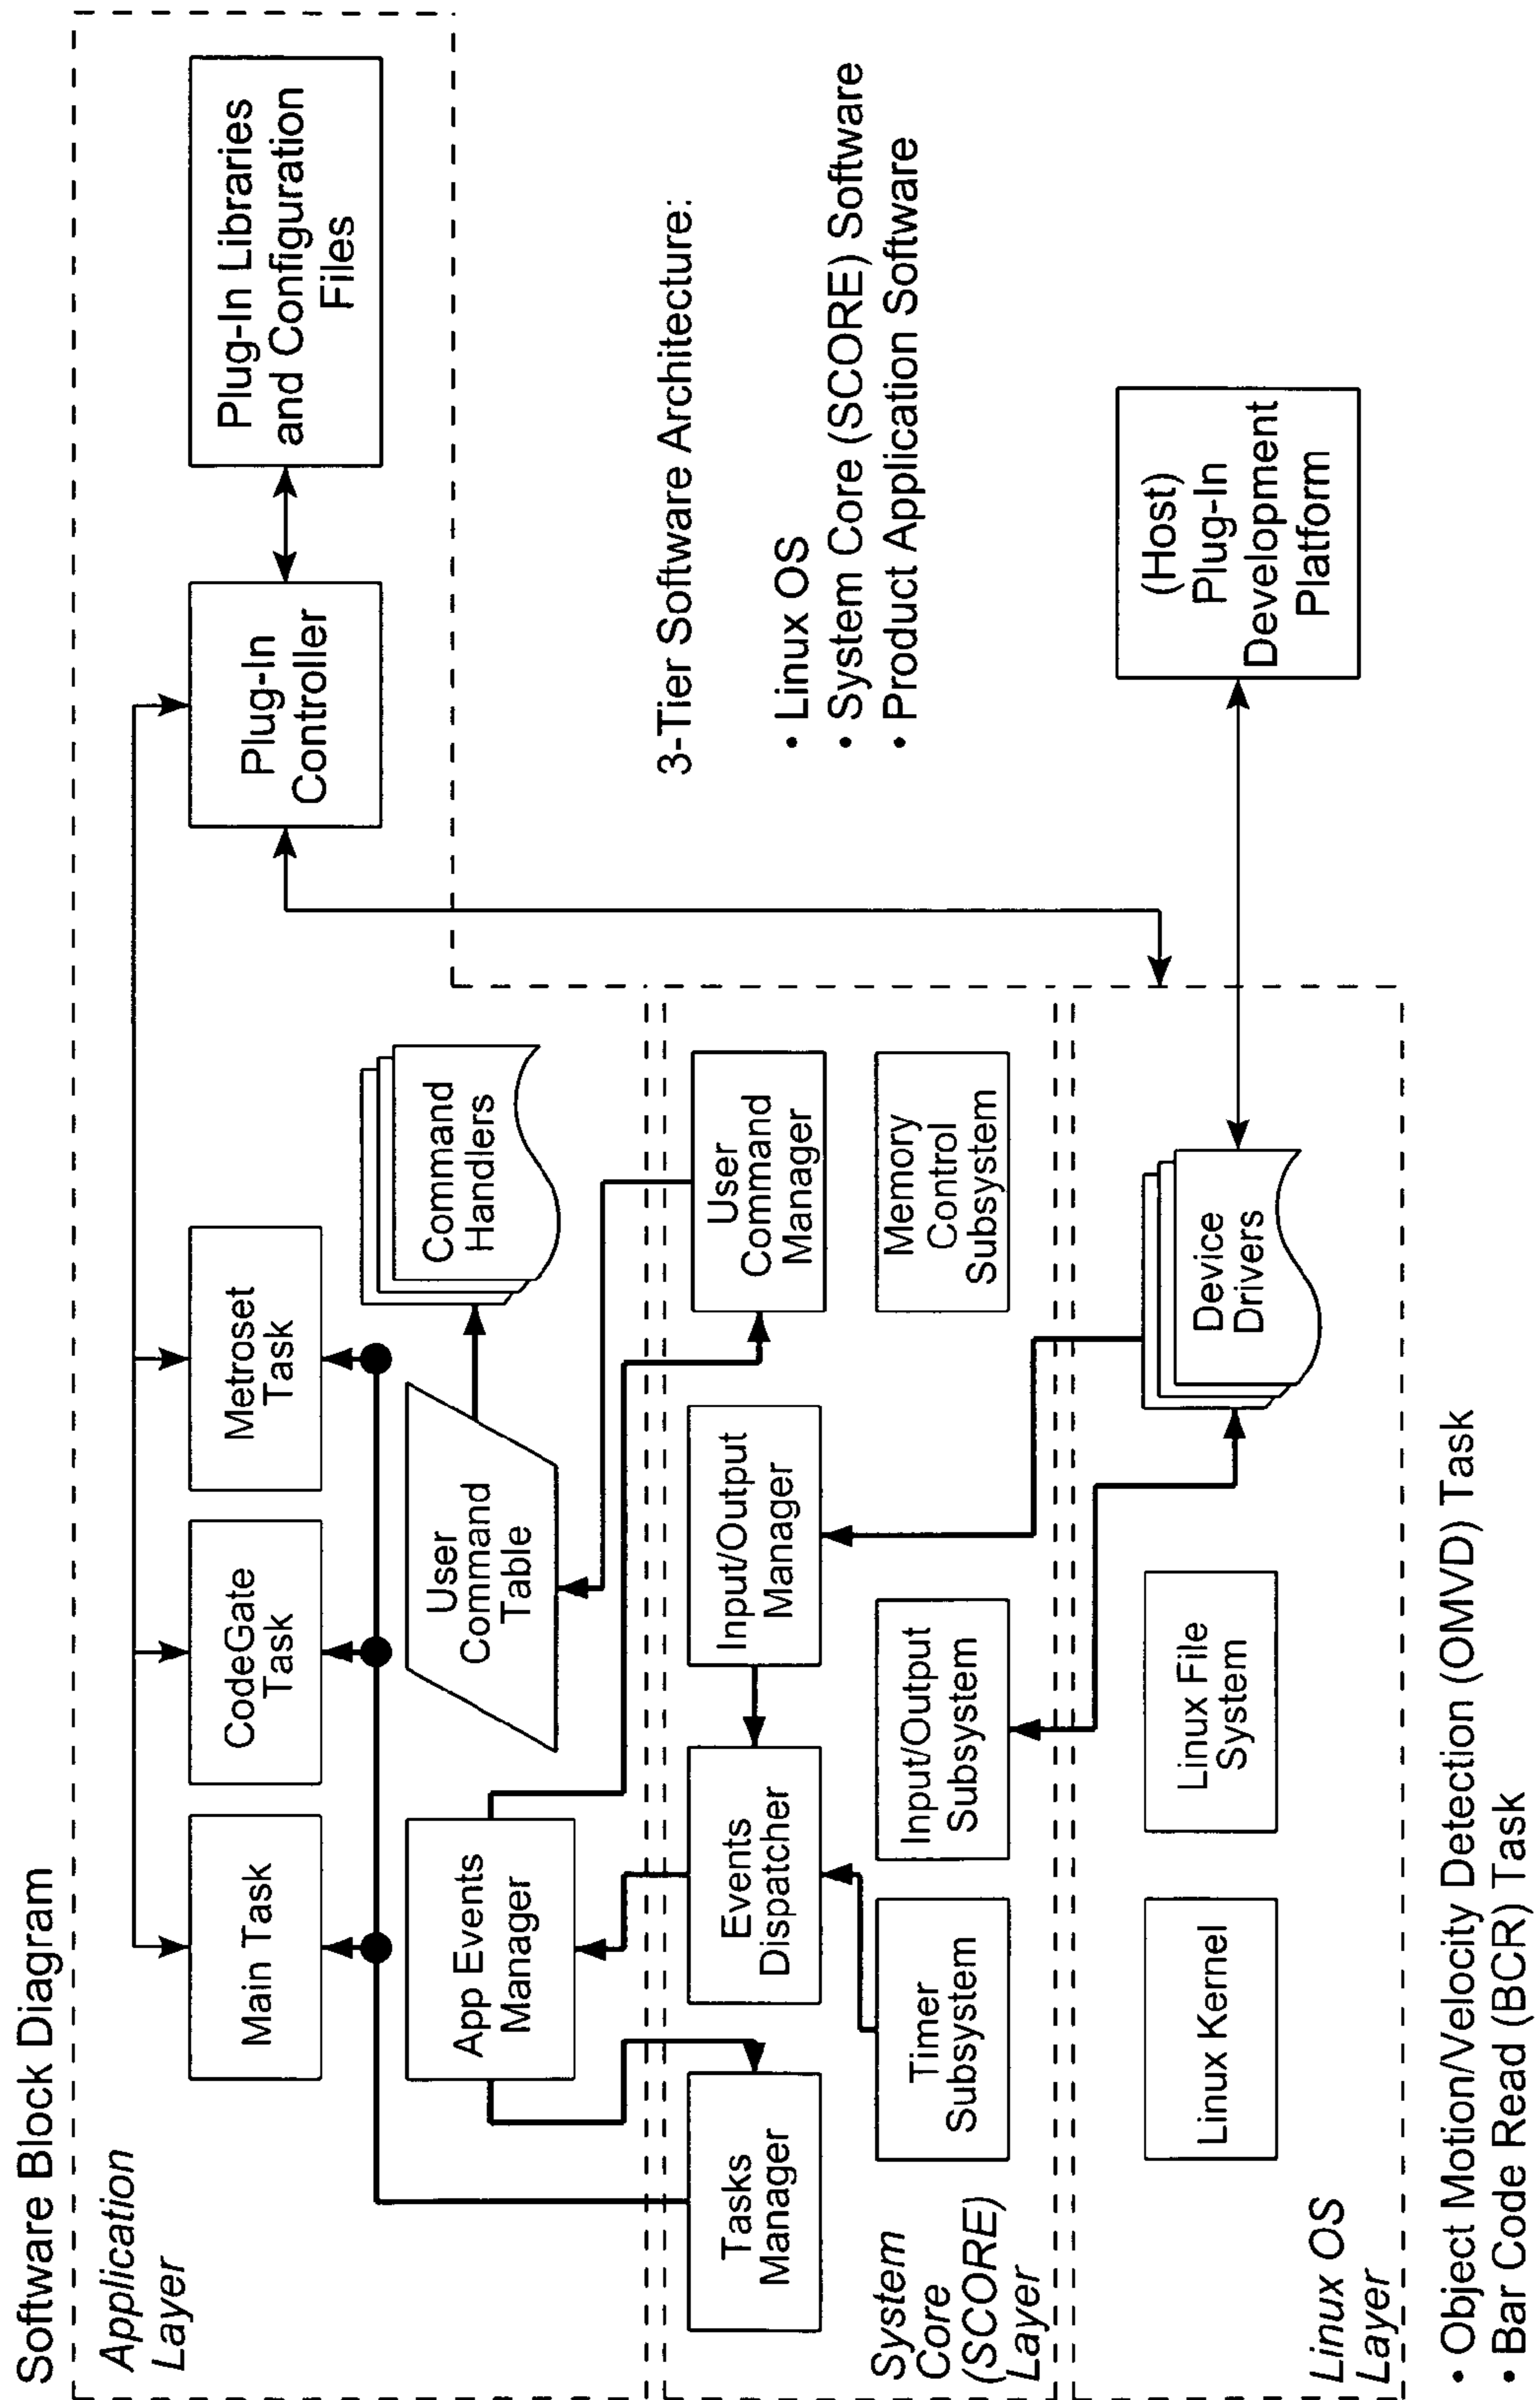 Software Block Diagram
Application
Layer
Main Task
CodeGate
Task
Metroset
Task
Plug-In
Controller
Plug-In Libraries
and Configuration
Files
App Events
Manager
User
Command
Table
Command
Handlers
3-Tier Software Architecture:
• Linux OS
• System Core (SCORE) Software
• Product Application Software
Tasks
Manager
Events
Dispatcher
Input/Output
Manager
User
Command
Manager
System
Core
(SCORE)
Layer
Timer
Subsystem
Input/Output
Subsystem
Memory
Control
Subsystem
Linux OS
Layer
Linux Kernel
Linux File
System
Device
Drivers
(Host)
Plug-In
Development
Platform
• Object Motion/Velocity Detection (OMVD) Task
• Bar Code Read (BCR) Task